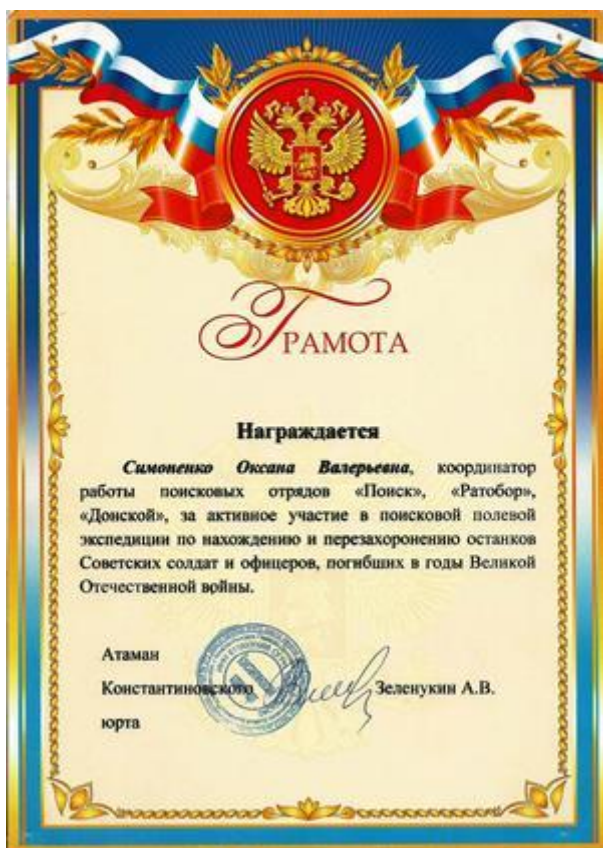 Грамота
Награждается
Симоненко Оксана Валерьевна, координатор
работы поисковых отрядов «Поиск», «Ратобор»,
«Донской», за активное участие в поисковой полевой
экспедиции по нахождению и перезахоронению останков
Советских солдат и офицеров, погибших в годы Великой
Отечественной войны.
Атаман
Константиновского Зеленукин А.В.
юрта